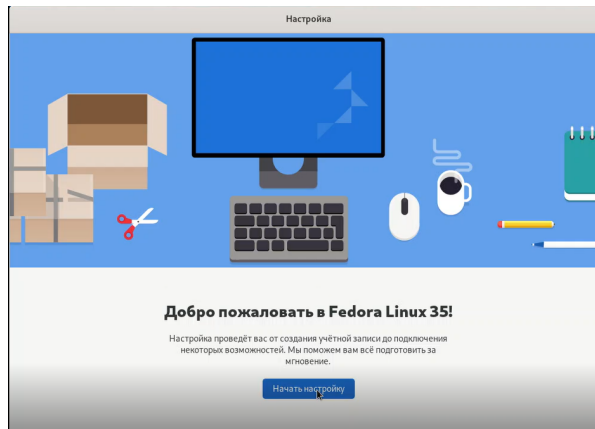 Настройка
Добро пожаловать в Fedora Linux 35!
Настройка проведёт вас от создания учётной записи до подключения
некоторых возможностей. Мы поможем вам всё подготовить за
мгновение.
Начать настройку